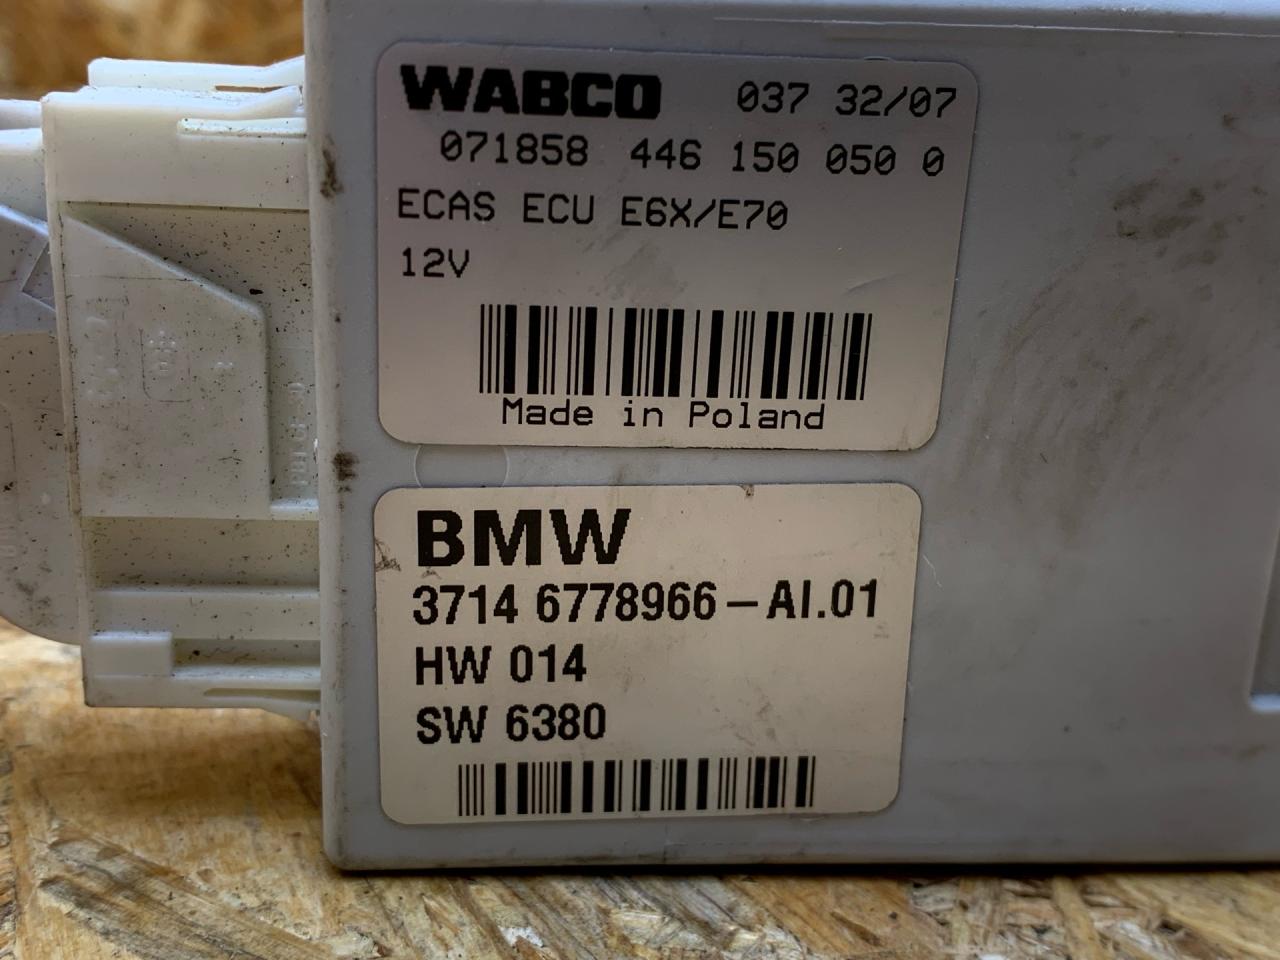 WABCO 037 32/07
071858 446 150 050 0
ECAS ECU E6X/E70
12V
Made in Poland
BMW
3714 6778966-AI.01
HW 014
SW 6380